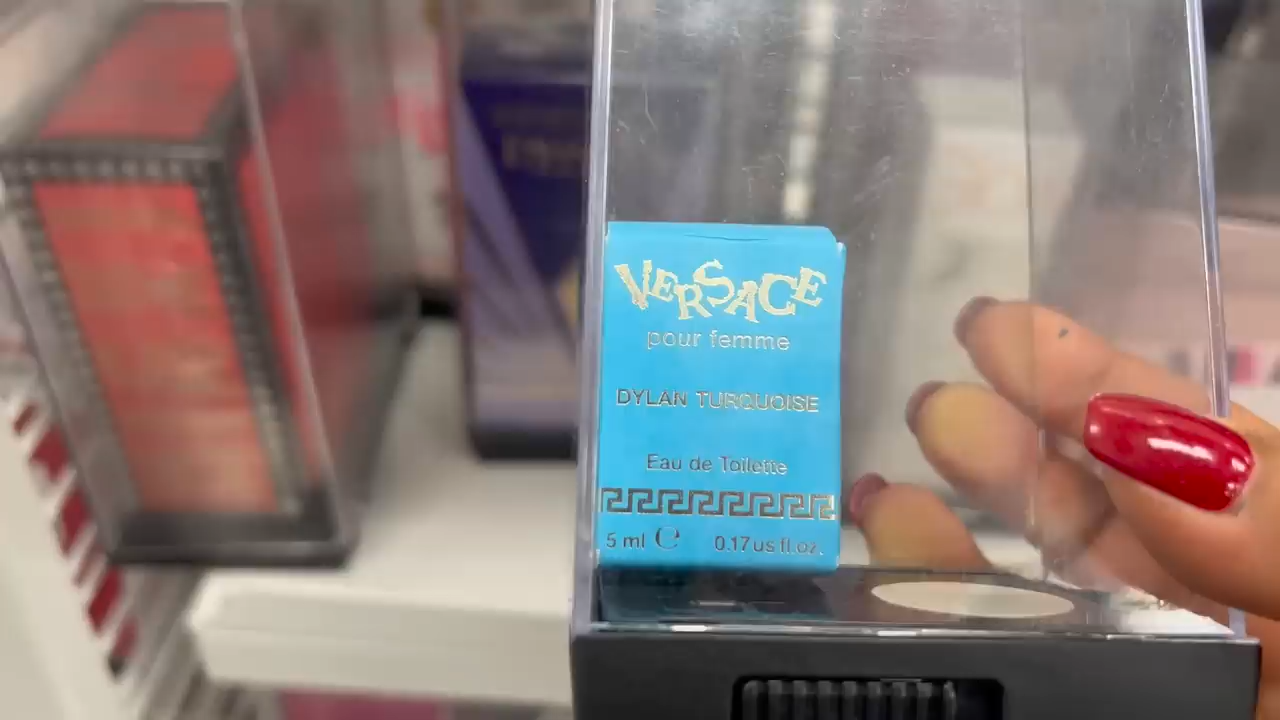 VERSACE
pour femme
DYLAN TURQUOISE
Eau de Toilette
5 ml ℮ 0.17 us fl.oz.